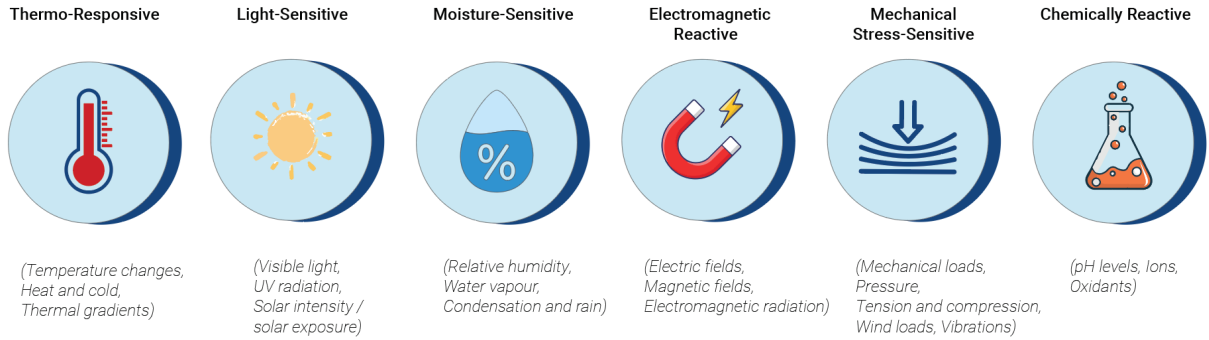 Thermo-Responsive
Light-Sensitive
Moisture-Sensitive
Electromagnetic
Reactive
Mechanical
Stress-Sensitive
Chemically Reactive
%
(Temperature changes,
Heat and cold,
Thermal gradients)
(Visible light,
UV radiation,
Solar intensity /
solar exposure)
(Relative humidity,
Water vapour,
Condensation and rain)
(Electric fields,
Magnetic fields,
Electromagnetic radiation)
(Mechanical loads,
Pressure,
Tension and compression,
Wind loads, Vibrations)
(pH levels, Ions,
Oxidants)